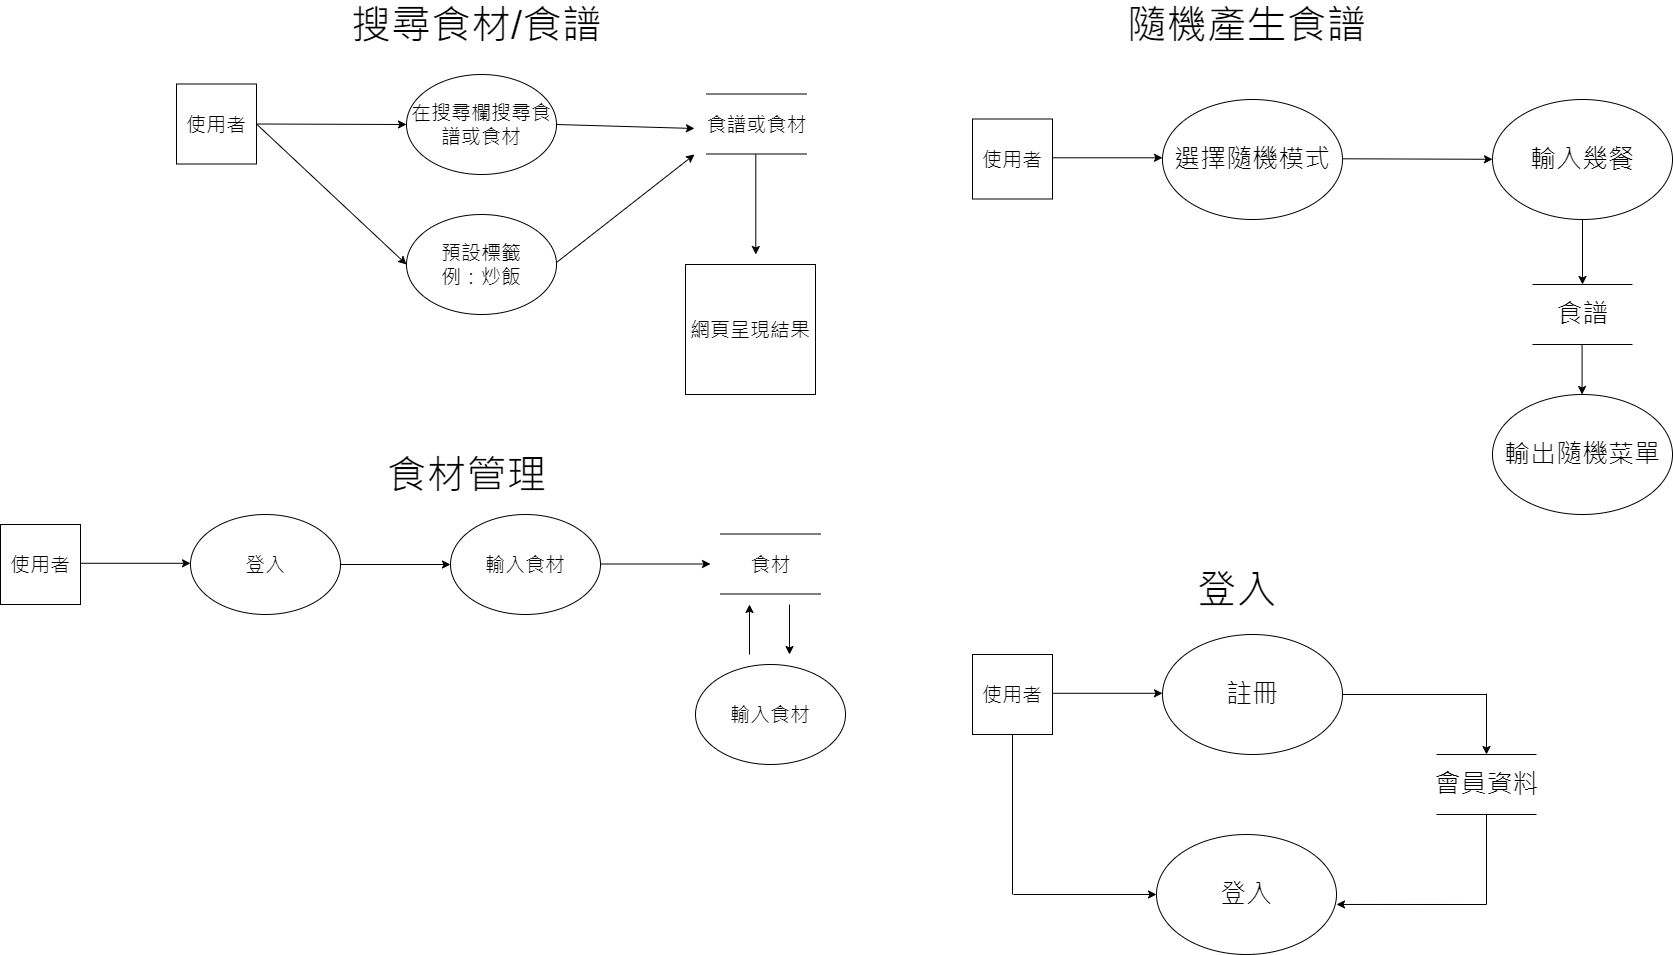 搜尋食材/食譜
使用者
在搜尋欄搜尋食
譜或食材
食譜或食材
預設標籤
例：炒飯
網頁呈現結果
隨機產生食譜
使用者
選擇隨機模式
輸入幾餐
食譜
輸出隨機菜單
食材管理
使用者
登入
輸入食材
食材
輸入食材
登入
使用者
註冊
會員資料
登入